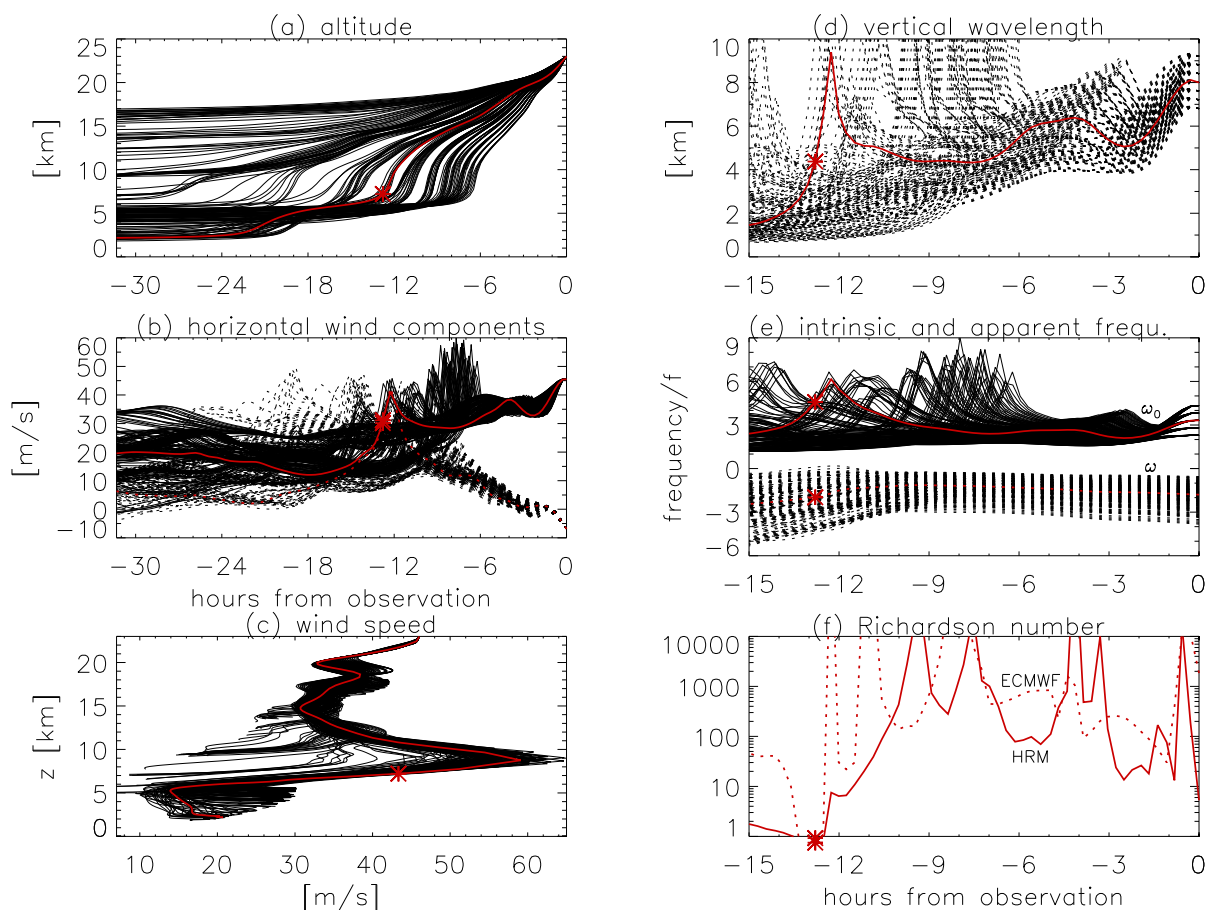 (a) altitude
25
20
15
10
5
0
[km]
−30 −24 −18 −12 −6 0
(b) horizontal wind components
60
50
40
30
20
10
0
−10
[m/s]
−30 −24 −18 −12 −6 0
hours from observation
(c) wind speed
20
15
10
5
0
z [km]
10 20 30 40 50 60
[m/s]
(d) vertical wavelength
10
8
6
4
2
0
[km]
−15 −12 −9 −6 −3 0
(e) intrinsic and apparent frequ.
9
6
3
0
−3
−6
frequency/f
ω₀
ω
−15 −12 −9 −6 −3 0
(f) Richardson number
10000
1000
100
10
1
ECMWF
HRM
−15 −12 −9 −6 −3 0
hours from observation